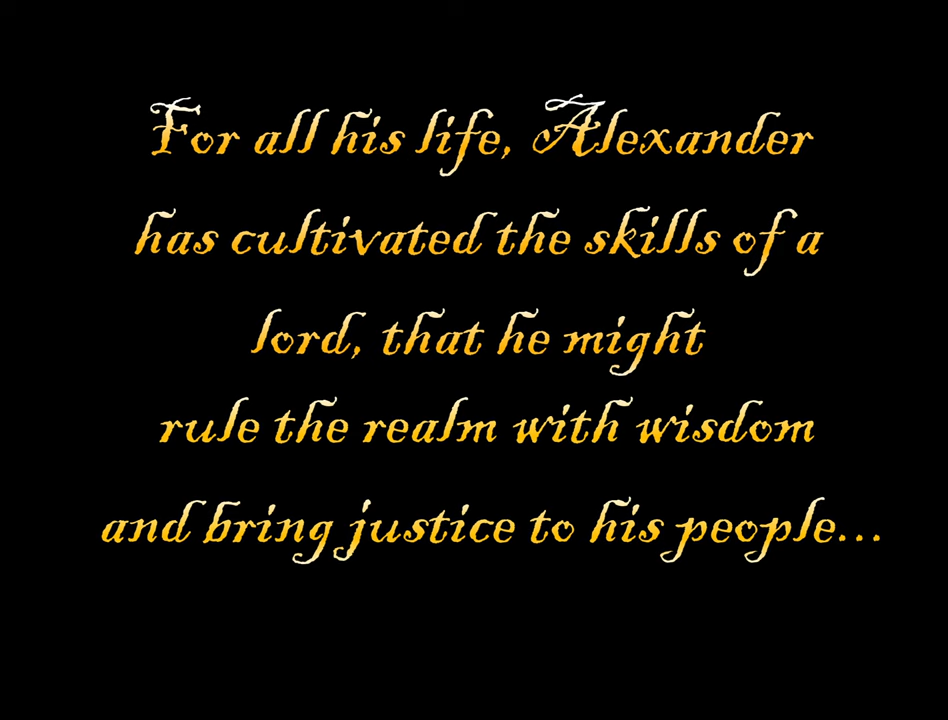 For all his life, Alexander
has cultivated the skills of a
lord, that he might
rule the realm with wisdom
and bring justice to his people...